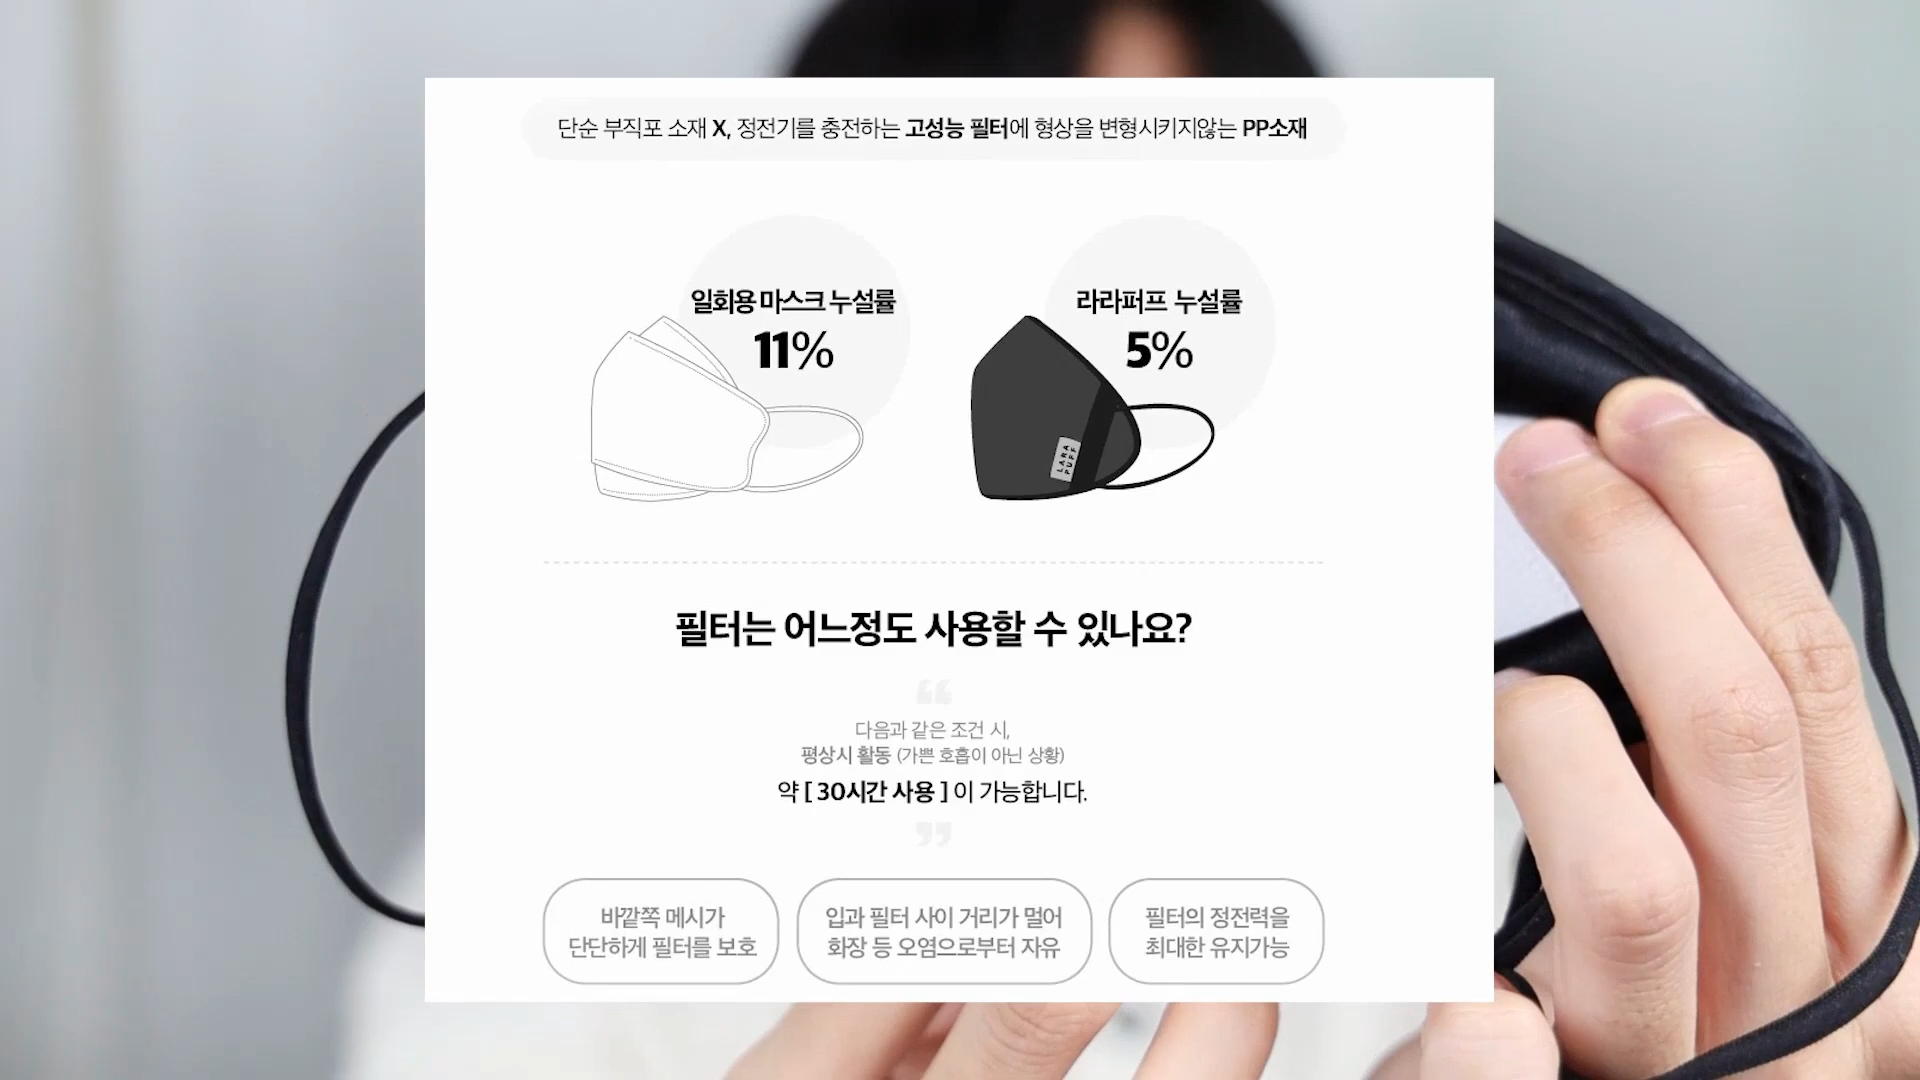 단순 부직포 소재 X, 정전기를 충전하는 고성능 필터에 형상을 변형시키지않는 PP소재
일회용 마스크 누설률
11%
라라퍼프 누설률
5%
LARA
PUFF
필터는 어느정도 사용할 수 있나요?
“
다음과 같은 조건 시,
평상시 활동 (가쁜 호흡이 아닌 상황)
약 [ 30시간 사용 ] 이 가능합니다.
”
바깥쪽 메시가
단단하게 필터를 보호
입과 필터 사이 거리가 멀어
화장 등 오염으로부터 자유
필터의 정전력을
최대한 유지가능